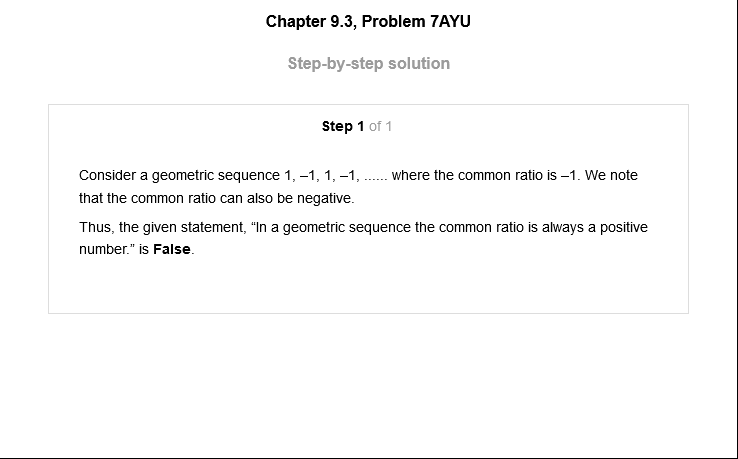 Chapter 9.3, Problem 7AYU
Step-by-step solution
Step 1 of 1
Consider a geometric sequence 1, –1, 1, –1, ...... where the common ratio is –1. We note
that the common ratio can also be negative.
Thus, the given statement, “In a geometric sequence the common ratio is always a positive
number.” is False.